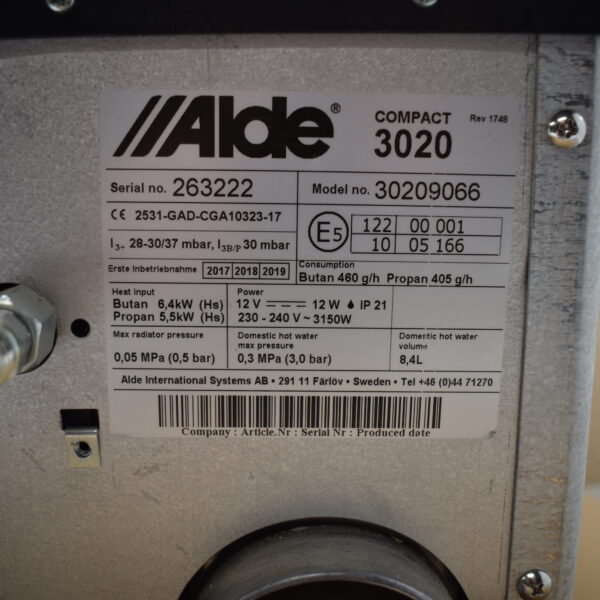 Alde® COMPACT 3020 Rev 1748
Serial no. 263222 Model no. 30209066
CE 2531-GAD-CGA10323-17
E5 122 00 001
10 05 166
I3+ 28-30/37 mbar, I3B/P 30 mbar
Erste Inbetriebnahme 2017 2018 2019
Consumption
Butan 460 g/h Propan 405 g/h
Heat input
Butan 6,4kW (Hs)
Propan 5,5kW (Hs)
Power
12 V 12 W IP 21
230 - 240 V ~ 3150W
Max radiator pressure
0,05 MPa (0,5 bar)
Domestic hot water
max pressure
0,3 MPa (3,0 bar)
Domestic hot water
volume
8,4L
Alde International Systems AB • 291 11 Färlöv • Sweden • Tel +46 (0)44 71270
Company : Article.Nr : Serial Nr : Produced date